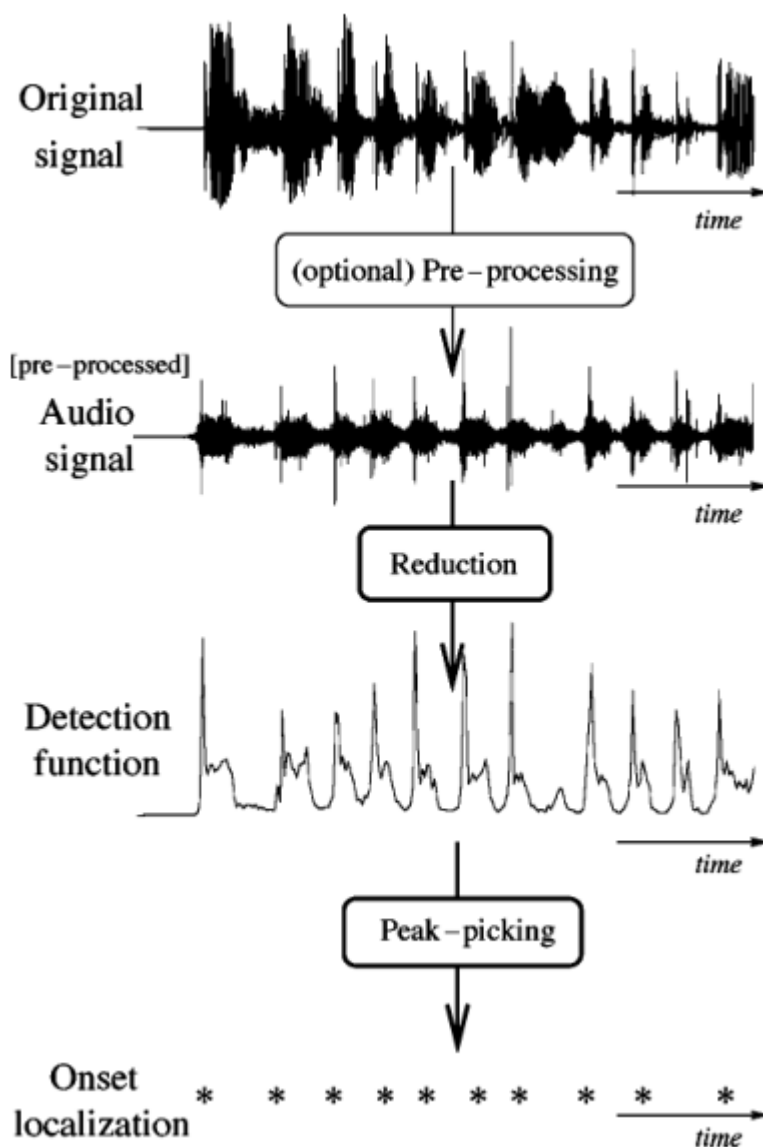 Original
signal
time
(optional) Pre–processing
[pre–processed]
Audio
signal
time
Reduction
Detection
function
time
Peak–picking
Onset
localization
* * * * * * * * * *
time